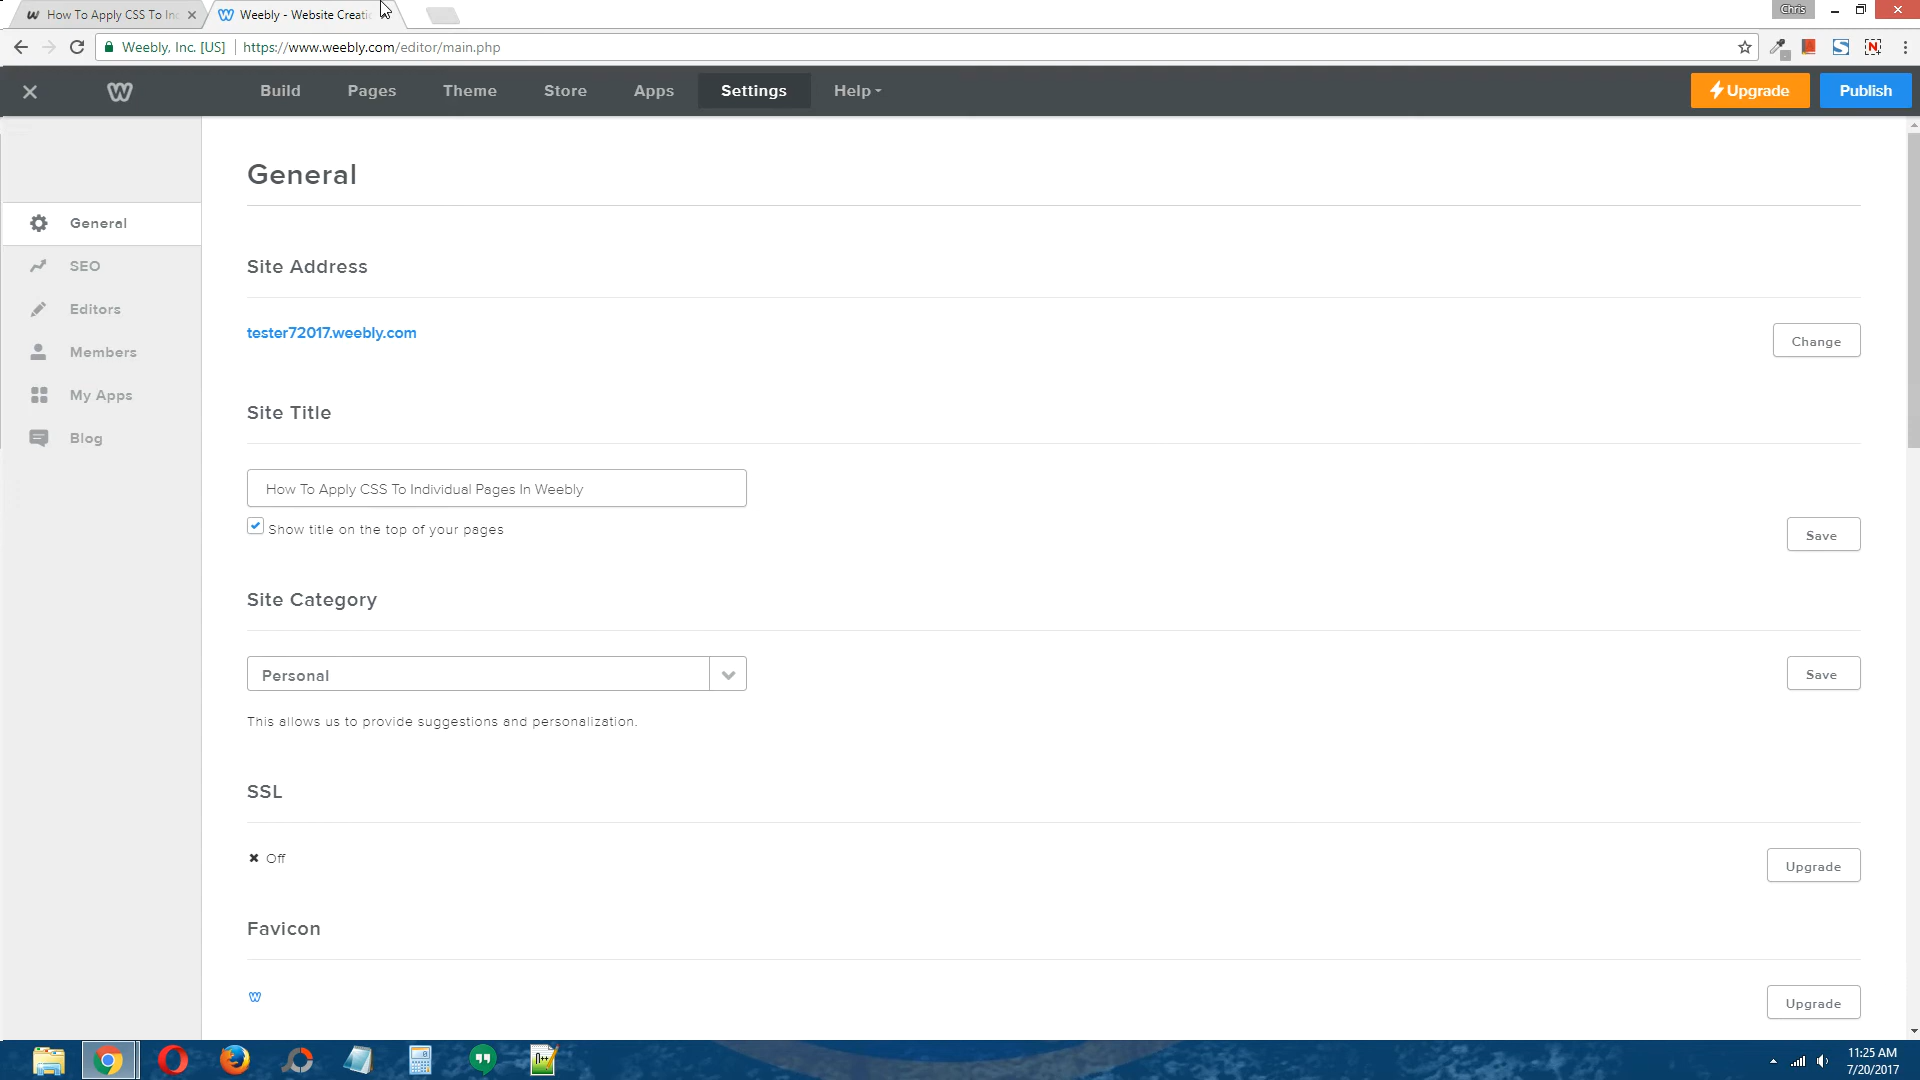 How To Apply CSS To In
Weebly - Website Creati
Chris
Weebly, Inc. [US]
https://www.weebly.com/editor/main.php
Build
Pages
Theme
Store
Apps
Settings
Help
Upgrade
Publish
General
SEO
Editors
Members
My Apps
Blog
General
Site Address
tester72017.weebly.com
Change
Site Title
How To Apply CSS To Individual Pages In Weebly
Show title on the top of your pages
Save
Site Category
Personal
Save
This allows us to provide suggestions and personalization.
SSL
Off
Upgrade
Favicon
Upgrade
11:25 AM
7/20/2017